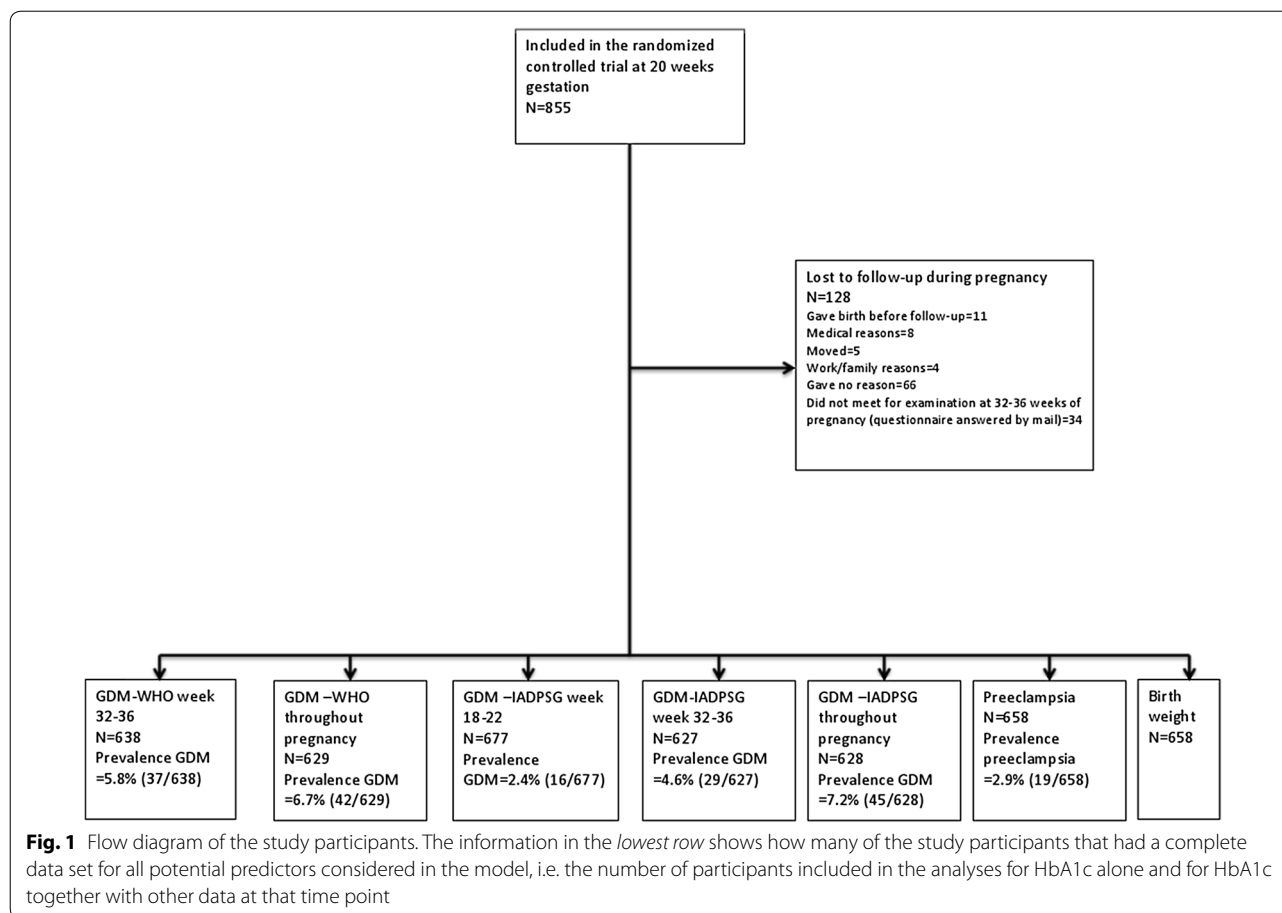 Included in the randomized
controlled trial at 20 weeks
gestation
N=855
Lost to follow-up during pregnancy
N=128
Gave birth before follow-up=11
Medical reasons=8
Moved=5
Work/family reasons=4
Gave no reason=66
Did not meet for examination at 32-36 weeks of
pregnancy (questionnaire answered by mail)=34
GDM-WHO week
32-36
N=638
Prevalence GDM
=5.8% (37/638)
GDM –WHO
throughout
pregnancy
N=629
Prevalence GDM
=6.7% (42/629)
GDM –IADPSG week
18-22
N=677
Prevalence
GDM=2.4% (16/677)
GDM-IADPSG
week 32-36
N=627
Prevalence GDM
=4.6% (29/627)
GDM –IADPSG
throughout
pregnancy
N=628
Prevalence GDM
=7.2% (45/628)
Preeclampsia
N=658
Prevalence
preeclampsia
=2.9% (19/658)
Birth
weight
N=658
Fig. 1 Flow diagram of the study participants. The information in the lowest row shows how many of the study participants that had a complete
data set for all potential predictors considered in the model, i.e. the number of participants included in the analyses for HbA1c alone and for HbA1c
together with other data at that time point